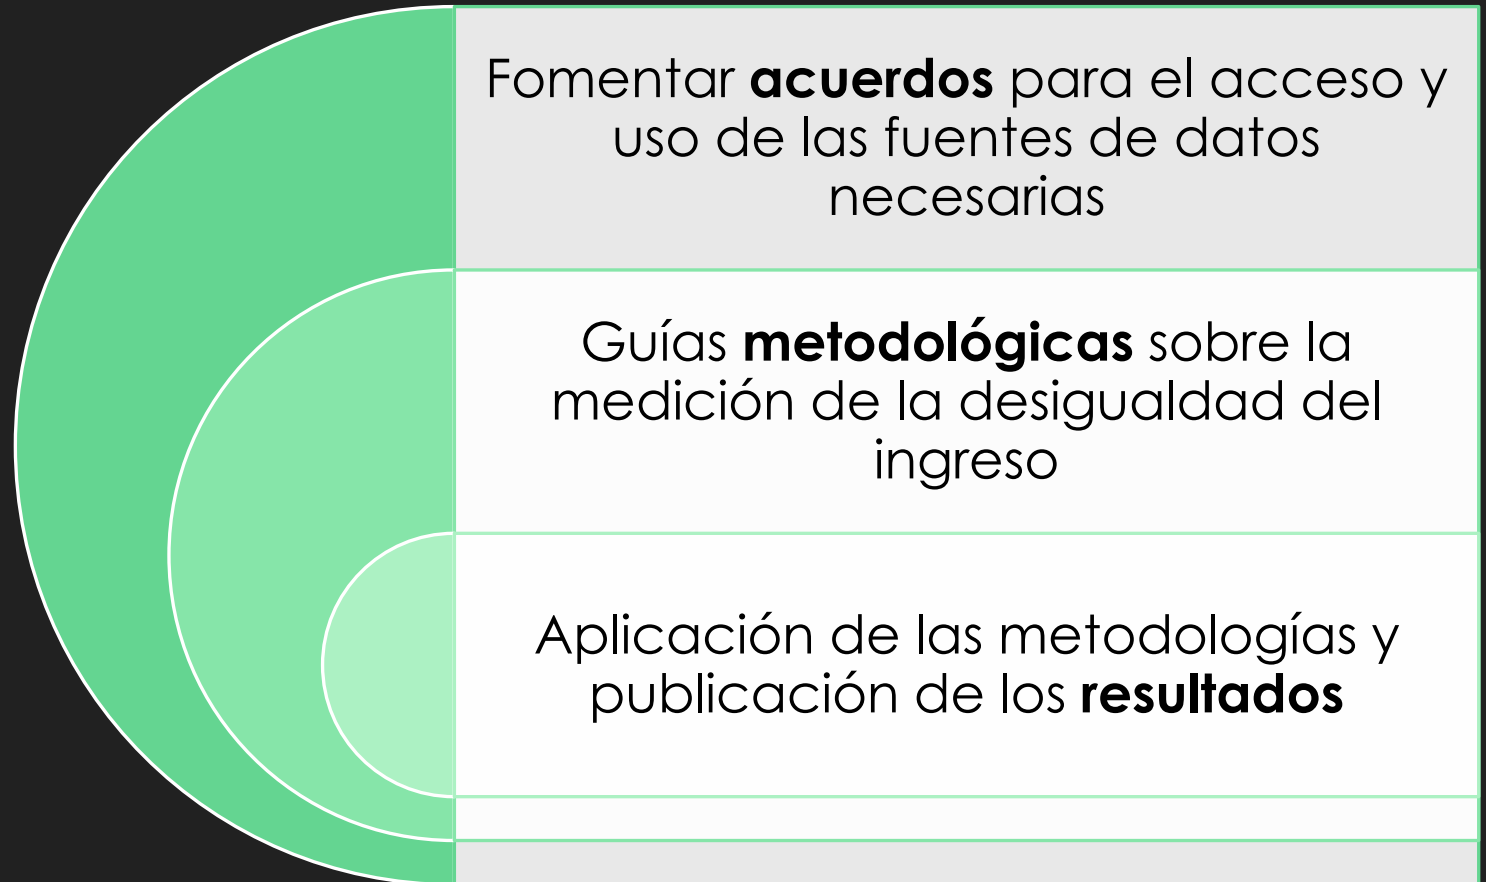 Fomentar acuerdos para el acceso y
uso de las fuentes de datos
necesarias
Guías metodológicas sobre la
medición de la desigualdad del
ingreso
Aplicación de las metodologías y
publicación de los resultados